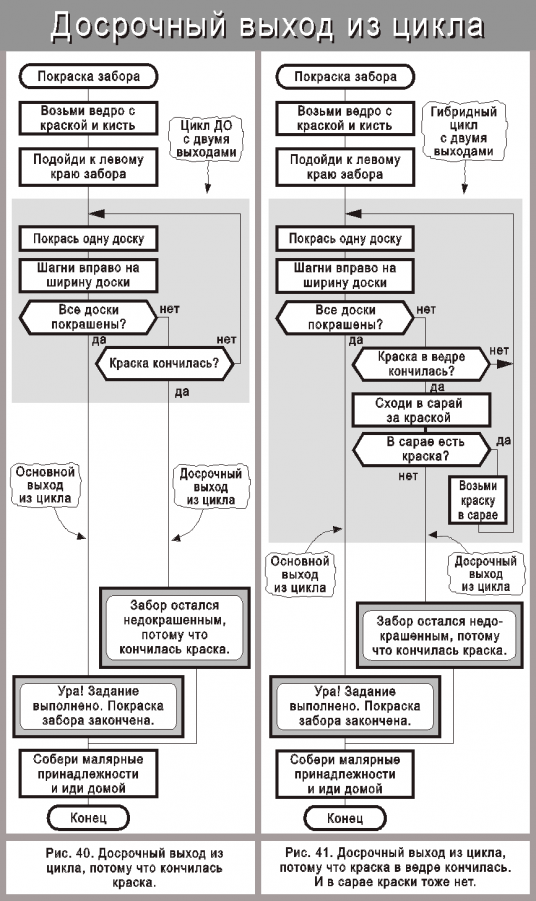 Досрочный выход из цикла
Покраска забора
Возьми ведро с
краской и кисть
Цикл ДО
с двумя
выходами
Подойди к левому
краю забора
Покрась одну доску
Шагни вправо на
ширину доски
Все доски
покрашены?
нет
да
Краска кончилась?
нет
да
Основной
выход
из цикла
Досрочный
выход
из цикла
Забор остался
недокрашенным,
потому что
кончилась краска.
Ура! Задание
выполнено. Покраска
забора закончена.
Собери малярные
принадлежности
и иди домой
Конец
Рис. 40. Досрочный выход из
цикла, потому что кончилась
краска.
Покраска забора
Возьми ведро с
краской и кисть
Гибридный
цикл
с двумя
выходами
Подойди к левому
краю забора
Покрась одну доску
Шагни вправо на
ширину доски
Все доски
покрашены?
нет
да
Краска в ведре
кончилась?
нет
да
Сходи в сарай
за краской
В сарае есть
краска?
да
нет
Возьми
краску
в сарае
Основной
выход
из цикла
Досрочный
выход
из цикла
Забор остался недо-
крашенным, потому
что кончилась краска.
Ура! Задание
выполнено. Покраска
забора закончена.
Собери малярные
принадлежности
и иди домой
Конец
Рис. 41. Досрочный выход из цикла,
потому что краска в ведре кончилась.
И в сарае краски тоже нет.